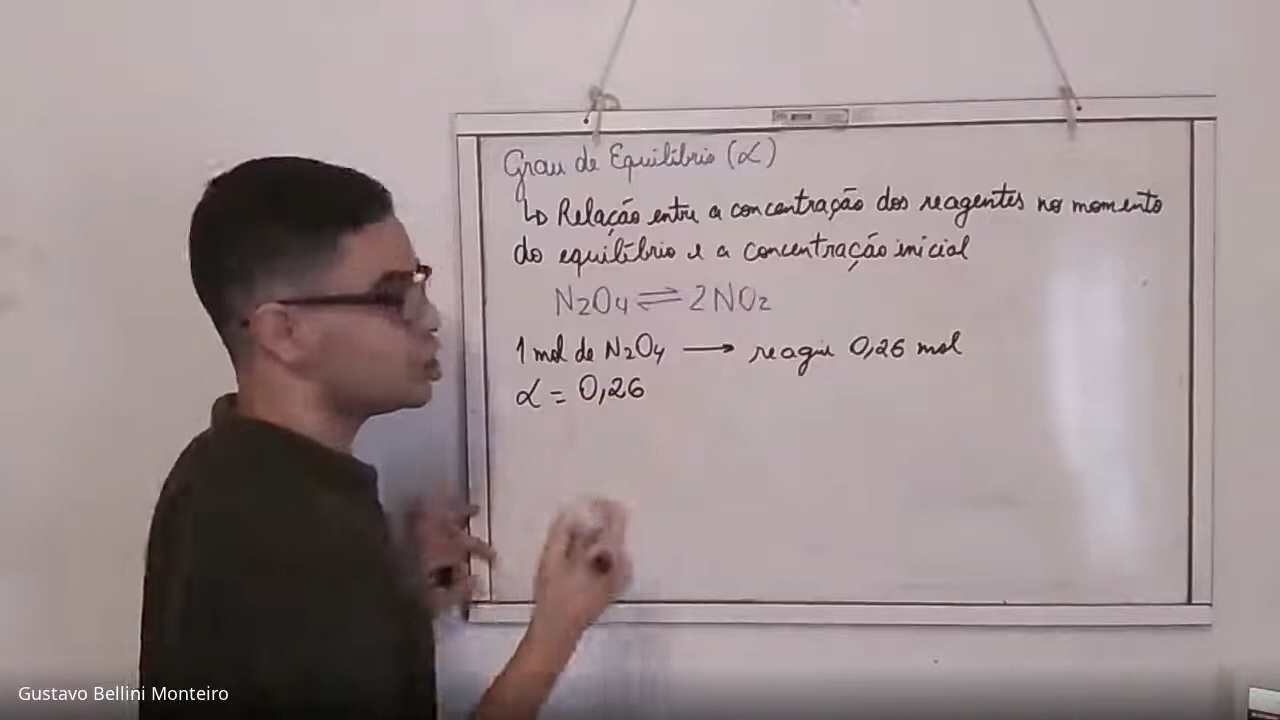 Grau de Equilíbrio (α)
↳ Relação entre a concentração dos reagentes no momento
do equilíbrio e a concentração inicial
N2O4 ⇌ 2NO2
1 mol de N2O4 → reagiu 0,26 mol
α = 0,26
Gustavo Bellini Monteiro